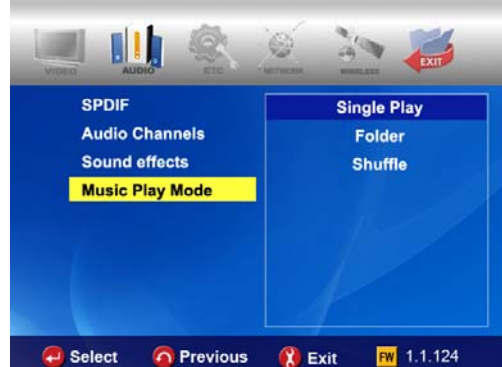 VIDEO AUDIO ETC NETWORK WIRELESS EXIT
SPDIF
Audio Channels
Sound effects
Music Play Mode
Single Play
Folder
Shuffle
Select Previous Exit FW 1.1.124